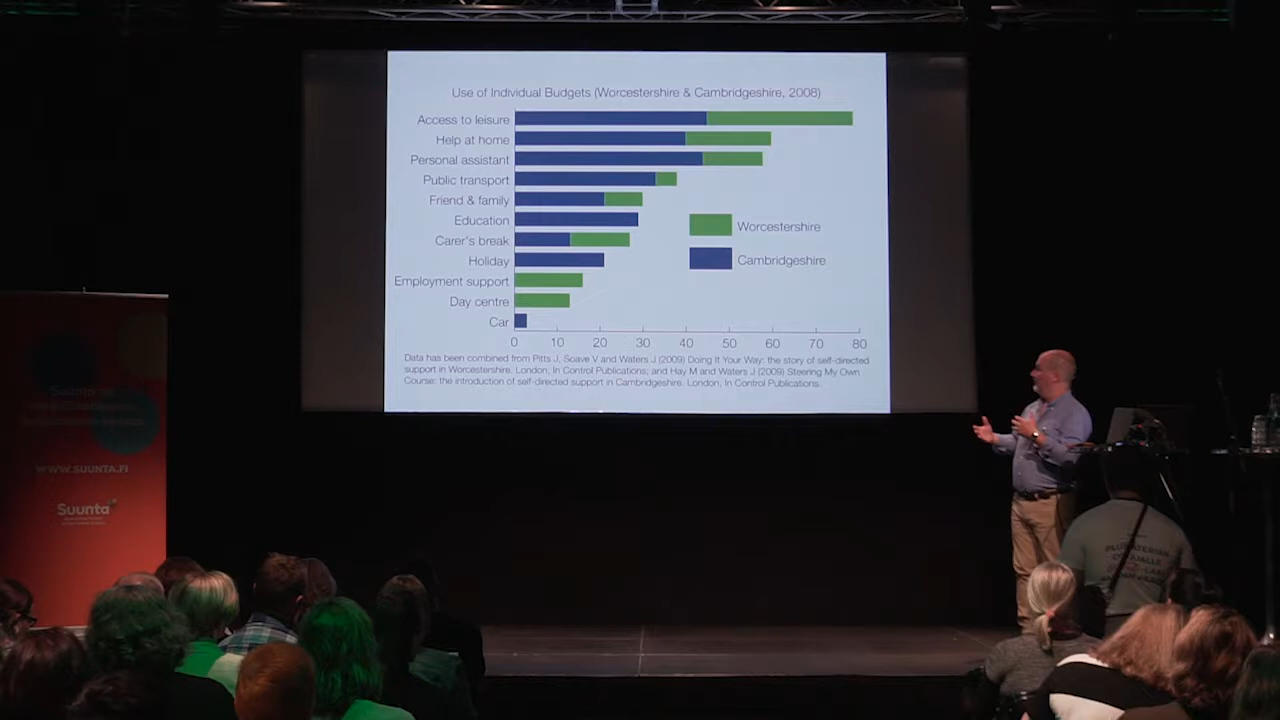 Use of Individual Budgets (Worcestershire & Cambridgeshire, 2008)
Access to leisure
Help at home
Personal assistant
Public transport
Friend & family
Education
Carer's break
Holiday
Employment support
Day centre
Car
0 10 20 30 40 50 60 70 80
Worcestershire
Cambridgeshire
Data has been combined from Pitts J, Soave V and Waters J (2009) Doing It Your Way: the story of self-directed
support in Worcestershire. London, In Control Publications; and Hay M and Waters J (2009) Steering My Own
Course: the introduction of self-directed support in Cambridgeshire. London, In Control Publications.
WWW.SUUNTA.FI
Suunta